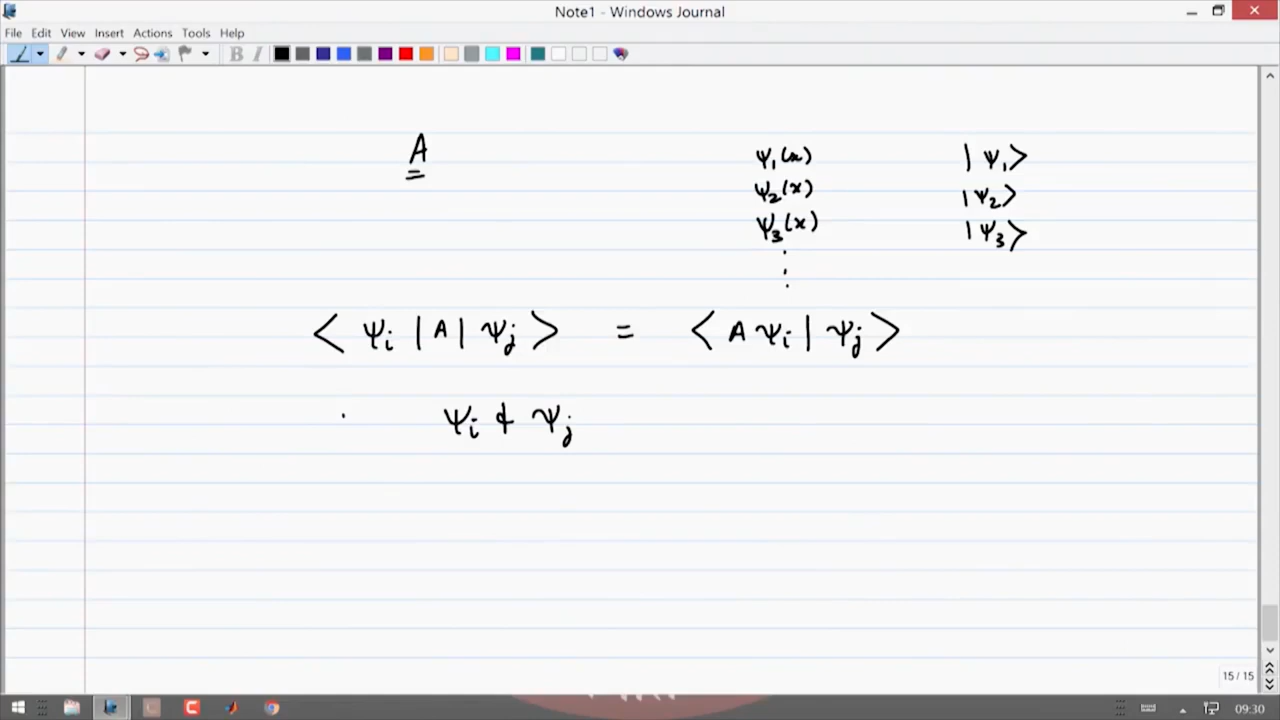 Note1 - Windows Journal
File Edit View Insert Actions Tools Help
B I
A
ψ₁(x) |ψ₁>
ψ₂(x) |ψ₂>
ψ₃(x) |ψ₃>
⋮
< ψᵢ | A | ψⱼ > = < A ψᵢ | ψⱼ >
ψᵢ & ψⱼ
15 / 15
09:30